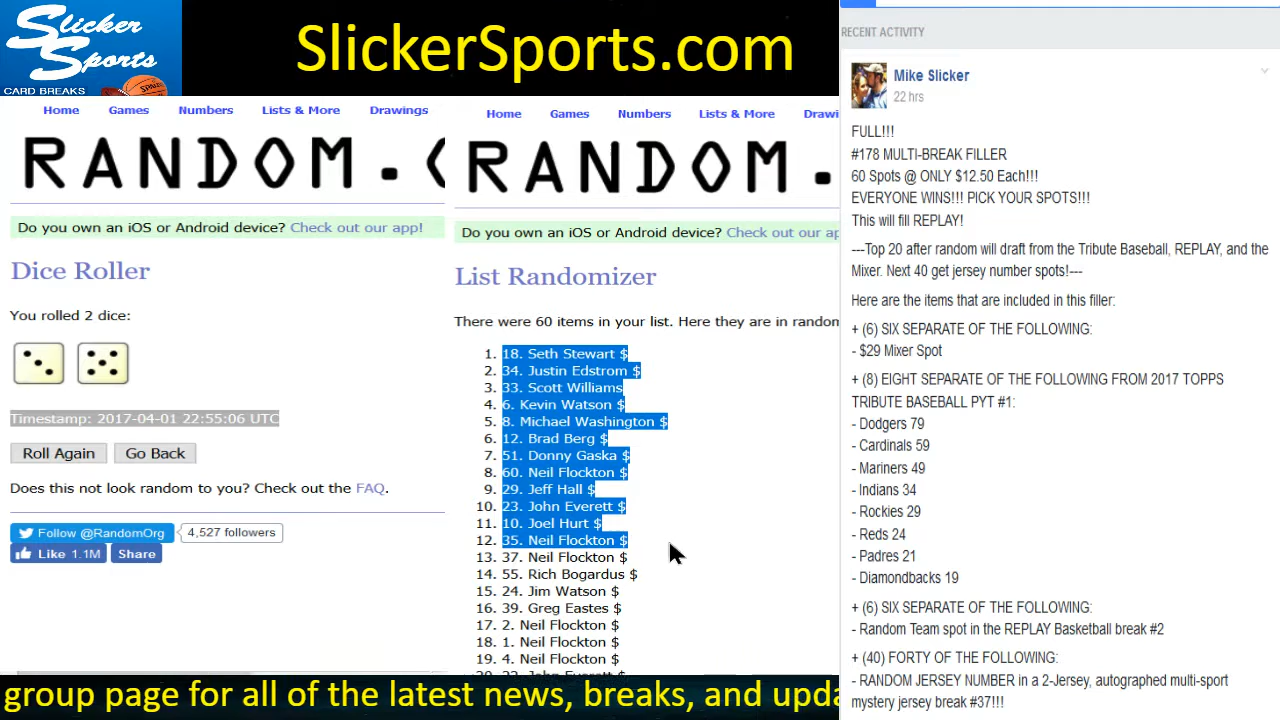 Slicker
Sports
CARD BREAKS
SlickerSports.com
Home Games Numbers Lists & More Drawings
RANDOM.
Do you own an iOS or Android device? Check out our app!
Dice Roller
You rolled 2 dice:
Timestamp: 2017-04-01 22:55:06 UTC
Roll Again Go Back
Does this not look random to you? Check out the FAQ.
Follow @RandomOrg 4,527 followers
Like 1.1M Share
Home Games Numbers Lists & More Drawi
RANDOM.
Do you own an iOS or Android device? Check out our ap
List Randomizer
There were 60 items in your list. Here they are in random
1. 18. Seth Stewart $
2. 34. Justin Edstrom $
3. 33. Scott Williams
4. 6. Kevin Watson $
5. 8. Michael Washington $
6. 12. Brad Berg $
7. 51. Donny Gaska $
8. 60. Neil Flockton $
9. 29. Jeff Hall $
10. 23. John Everett $
11. 10. Joel Hurt $
12. 35. Neil Flockton $
13. 37. Neil Flockton $
14. 55. Rich Bogardus $
15. 24. Jim Watson $
16. 39. Greg Eastes $
17. 2. Neil Flockton $
18. 1. Neil Flockton $
19. 4. Neil Flockton $
RECENT ACTIVITY
Mike Slicker
22 hrs
FULL!!!
#178 MULTI-BREAK FILLER
60 Spots @ ONLY $12.50 Each!!!
EVERYONE WINS!!! PICK YOUR SPOTS!!!
This will fill REPLAY!
---Top 20 after random will draft from the Tribute Baseball, REPLAY, and the
Mixer. Next 40 get jersey number spots!---
Here are the items that are included in this filler:
+ (6) SIX SEPARATE OF THE FOLLOWING:
- $29 Mixer Spot
+ (8) EIGHT SEPARATE OF THE FOLLOWING FROM 2017 TOPPS
TRIBUTE BASEBALL PYT #1:
- Dodgers 79
- Cardinals 59
- Mariners 49
- Indians 34
- Rockies 29
- Reds 24
- Padres 21
- Diamondbacks 19
+ (6) SIX SEPARATE OF THE FOLLOWING:
- Random Team spot in the REPLAY Basketball break #2
+ (40) FORTY OF THE FOLLOWING:
- RANDOM JERSEY NUMBER in a 2-Jersey, autographed multi-sport
mystery jersey break #37!!!
group page for all of the latest news, breaks, and upda